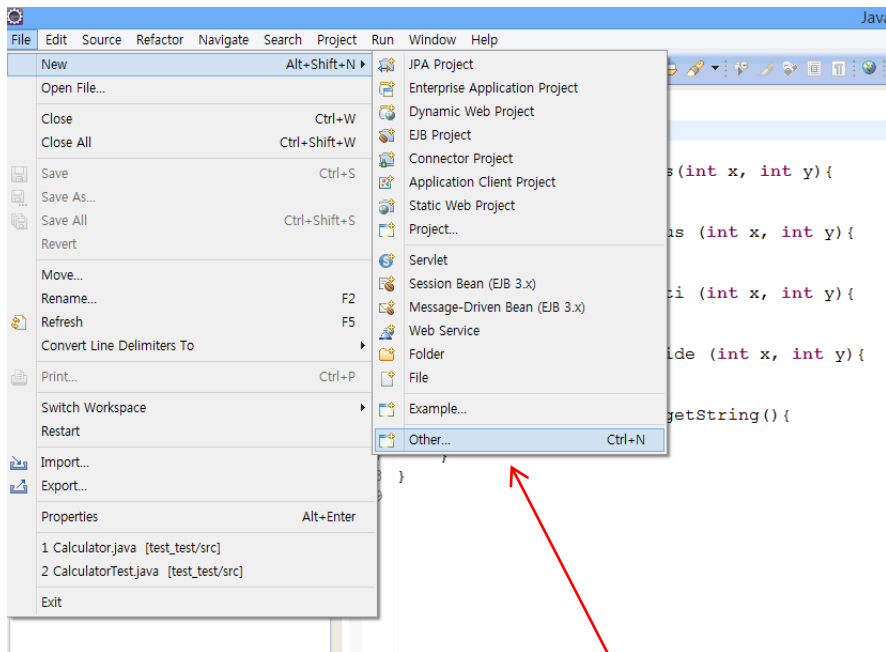 Java
File Edit Source Refactor Navigate Search Project Run Window Help
New Alt+Shift+N
Open File...
Close Ctrl+W
Close All Ctrl+Shift+W
Save Ctrl+S
Save As...
Save All Ctrl+Shift+S
Revert
Move...
Rename... F2
Refresh F5
Convert Line Delimiters To
Print... Ctrl+P
Switch Workspace
Restart
Import...
Export...
Properties Alt+Enter
1 Calculator.java [test_test/src]
2 CalculatorTest.java [test_test/src]
Exit
JPA Project
Enterprise Application Project
Dynamic Web Project
EJB Project
Connector Project
Application Client Project
Static Web Project
Project...
Servlet
Session Bean (EJB 3.x)
Message-Driven Bean (EJB 3.x)
Web Service
Folder
File
Example...
Other... Ctrl+N
s(int x, int y){
us (int x, int y){
ti (int x, int y){
ide (int x, int y){
getString(){
}
}